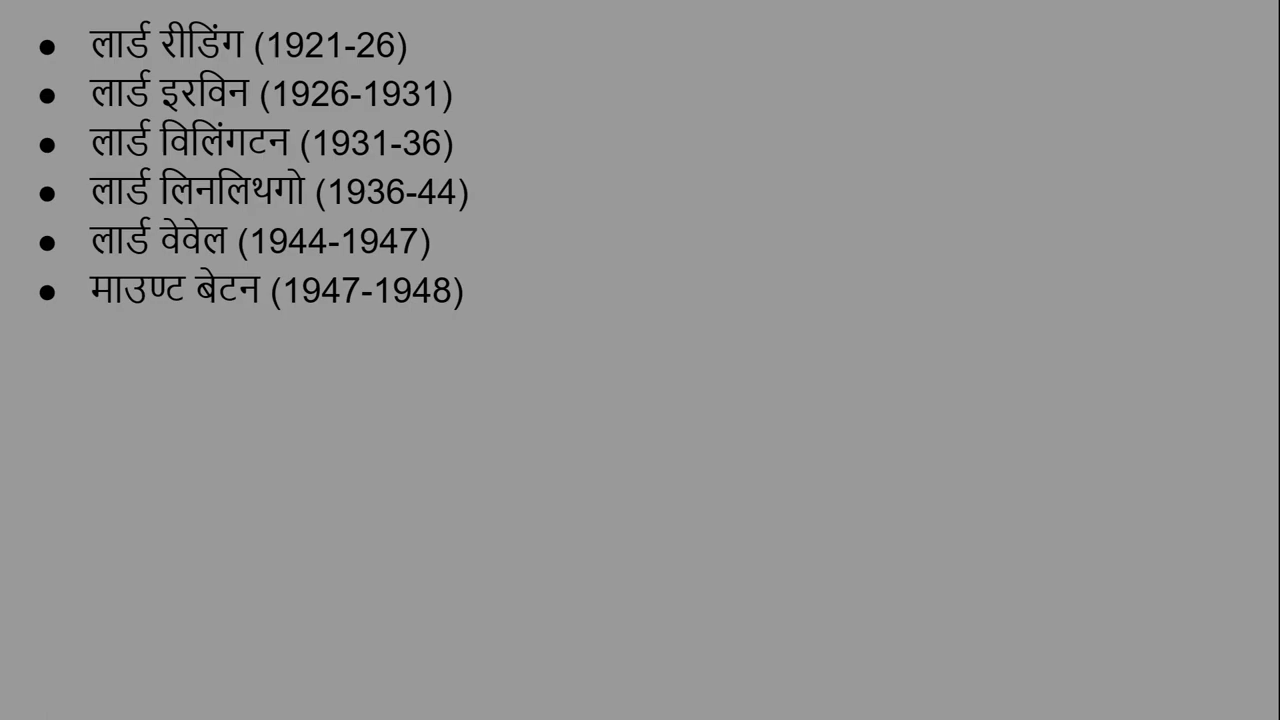 ● लार्ड रीडिंग (1921-26)
● लार्ड इरविन (1926-1931)
● लार्ड विलिंगटन (1931-36)
● लार्ड लिनलिथगो (1936-44)
● लार्ड वेवेल (1944-1947)
● माउण्ट बेटन (1947-1948)